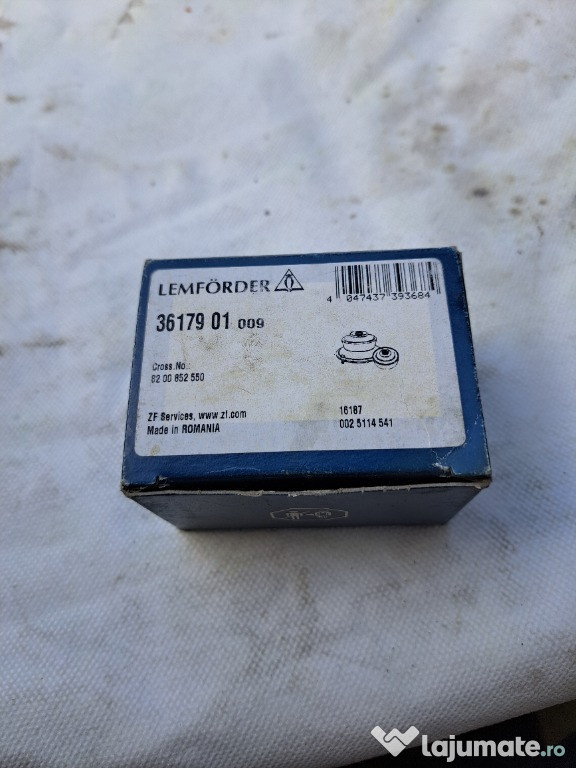 LEMFÖRDER
4 047437 393684
36179 01 009
Cross.No.:
82 00 852 550
ZF Services, www.zf.com
Made in ROMANIA
16187
002 5114 541
lajumate.ro